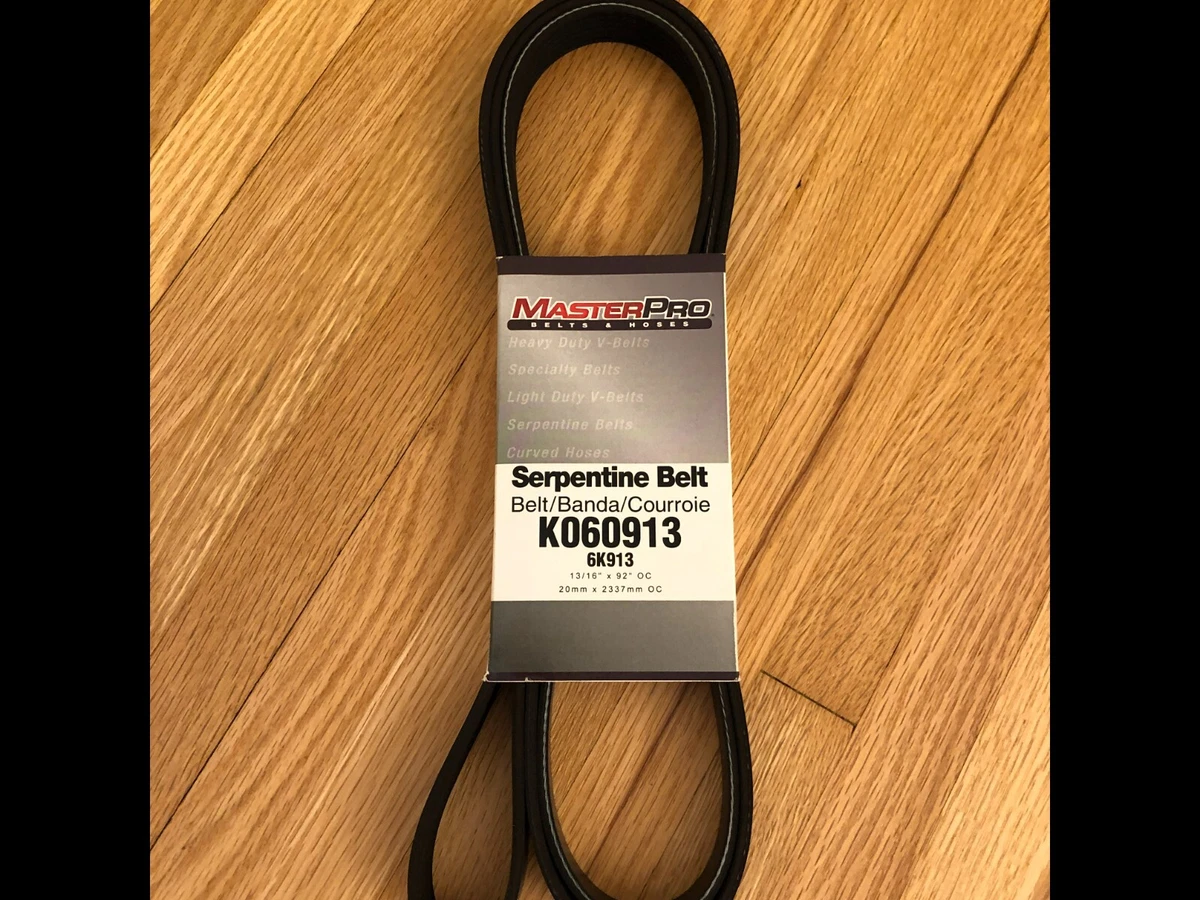 MASTERPRO
BELTS & HOSES
Heavy Duty V-Belts
Specialty Belts
Light Duty V-Belts
Serpentine Belts
Curved Hoses
Serpentine Belt
Belt/Banda/Courroie
K060913
6K913
13/16" x 92" OC
20mm x 2337mm OC